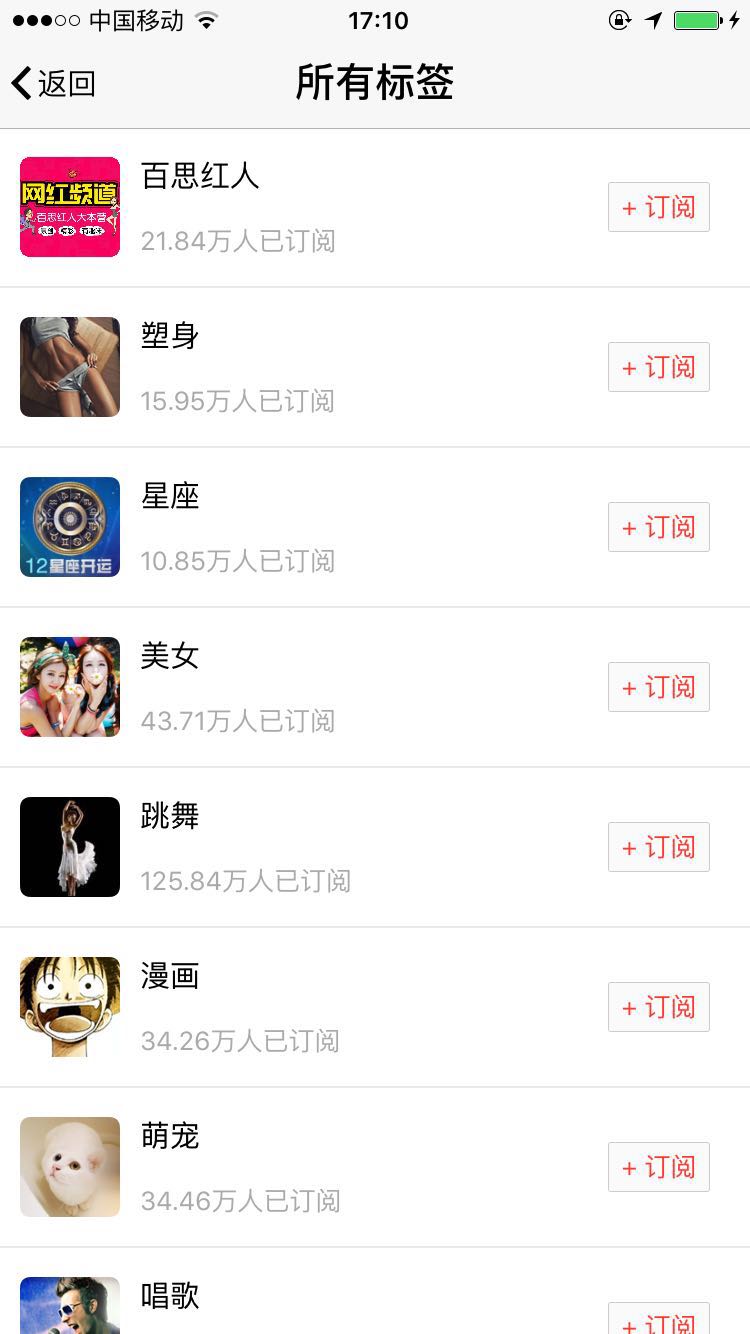 中国移动
17:10
返回
所有标签
网红频道
百思红人大本营
百思红人
21.84万人已订阅
+ 订阅
塑身
15.95万人已订阅
+ 订阅
12星座开运
星座
10.85万人已订阅
+ 订阅
美女
43.71万人已订阅
+ 订阅
跳舞
125.84万人已订阅
+ 订阅
漫画
34.26万人已订阅
+ 订阅
萌宠
34.46万人已订阅
+ 订阅
唱歌
+ 订阅